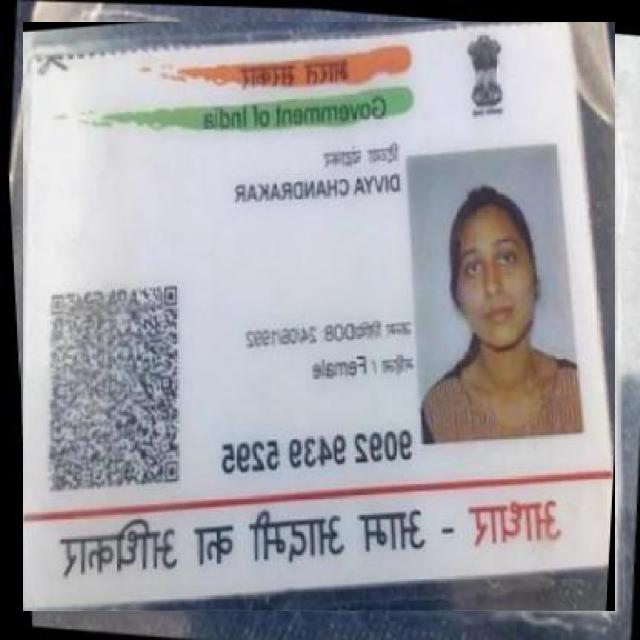 भारत सरकार
Government of India
दिव्या चंद्राकर
DIVYA CHANDRAKAR
जन्म तिथि/DOB 24/06/1992
महिला / Female
9092 9439 5295
आधार - आम आदमी का अधिकार